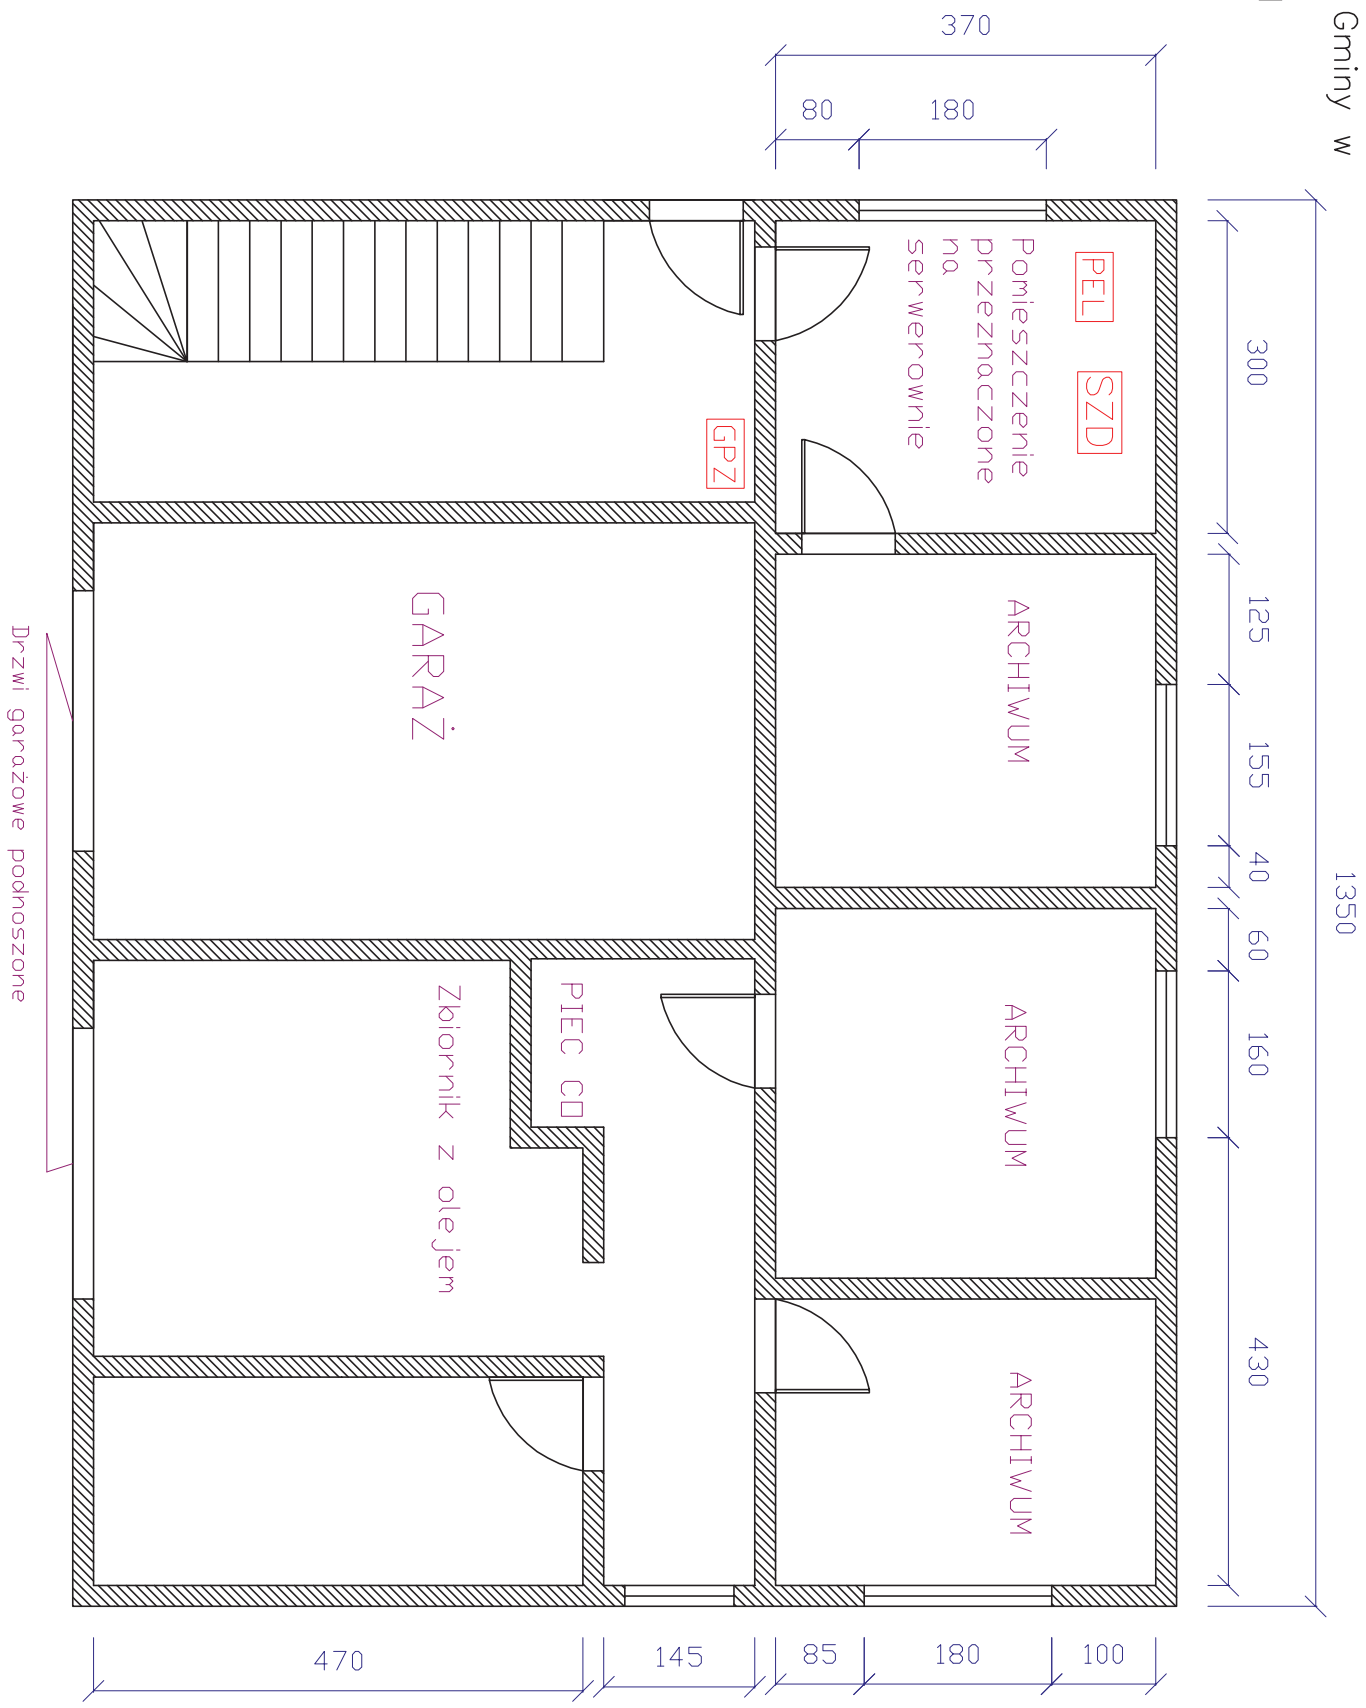 Gminy w
370
80
180
1350
300
125
155
40
60
160
430
PEL
SZD
Pomieszczenie
przeznaczone
na
serwerownie
GPZ
ARCHIWUM
ARCHIWUM
ARCHIWUM
GARAŻ
PIEC CO
Zbiornik z olejem
Drzwi garażowe podnoszone
470
145
85
180
100